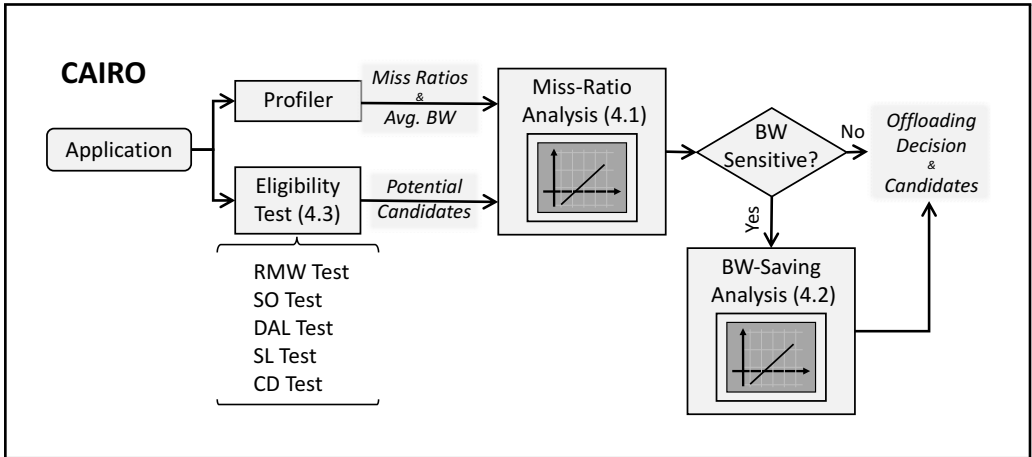 CAIRO
Application
Profiler
Miss Ratios
&
Avg. BW
Eligibility
Test (4.3)
Potential
Candidates
RMW Test
SO Test
DAL Test
SL Test
CD Test
Miss-Ratio
Analysis (4.1)
BW
Sensitive?
No
Yes
Offloading
Decision
&
Candidates
BW-Saving
Analysis (4.2)